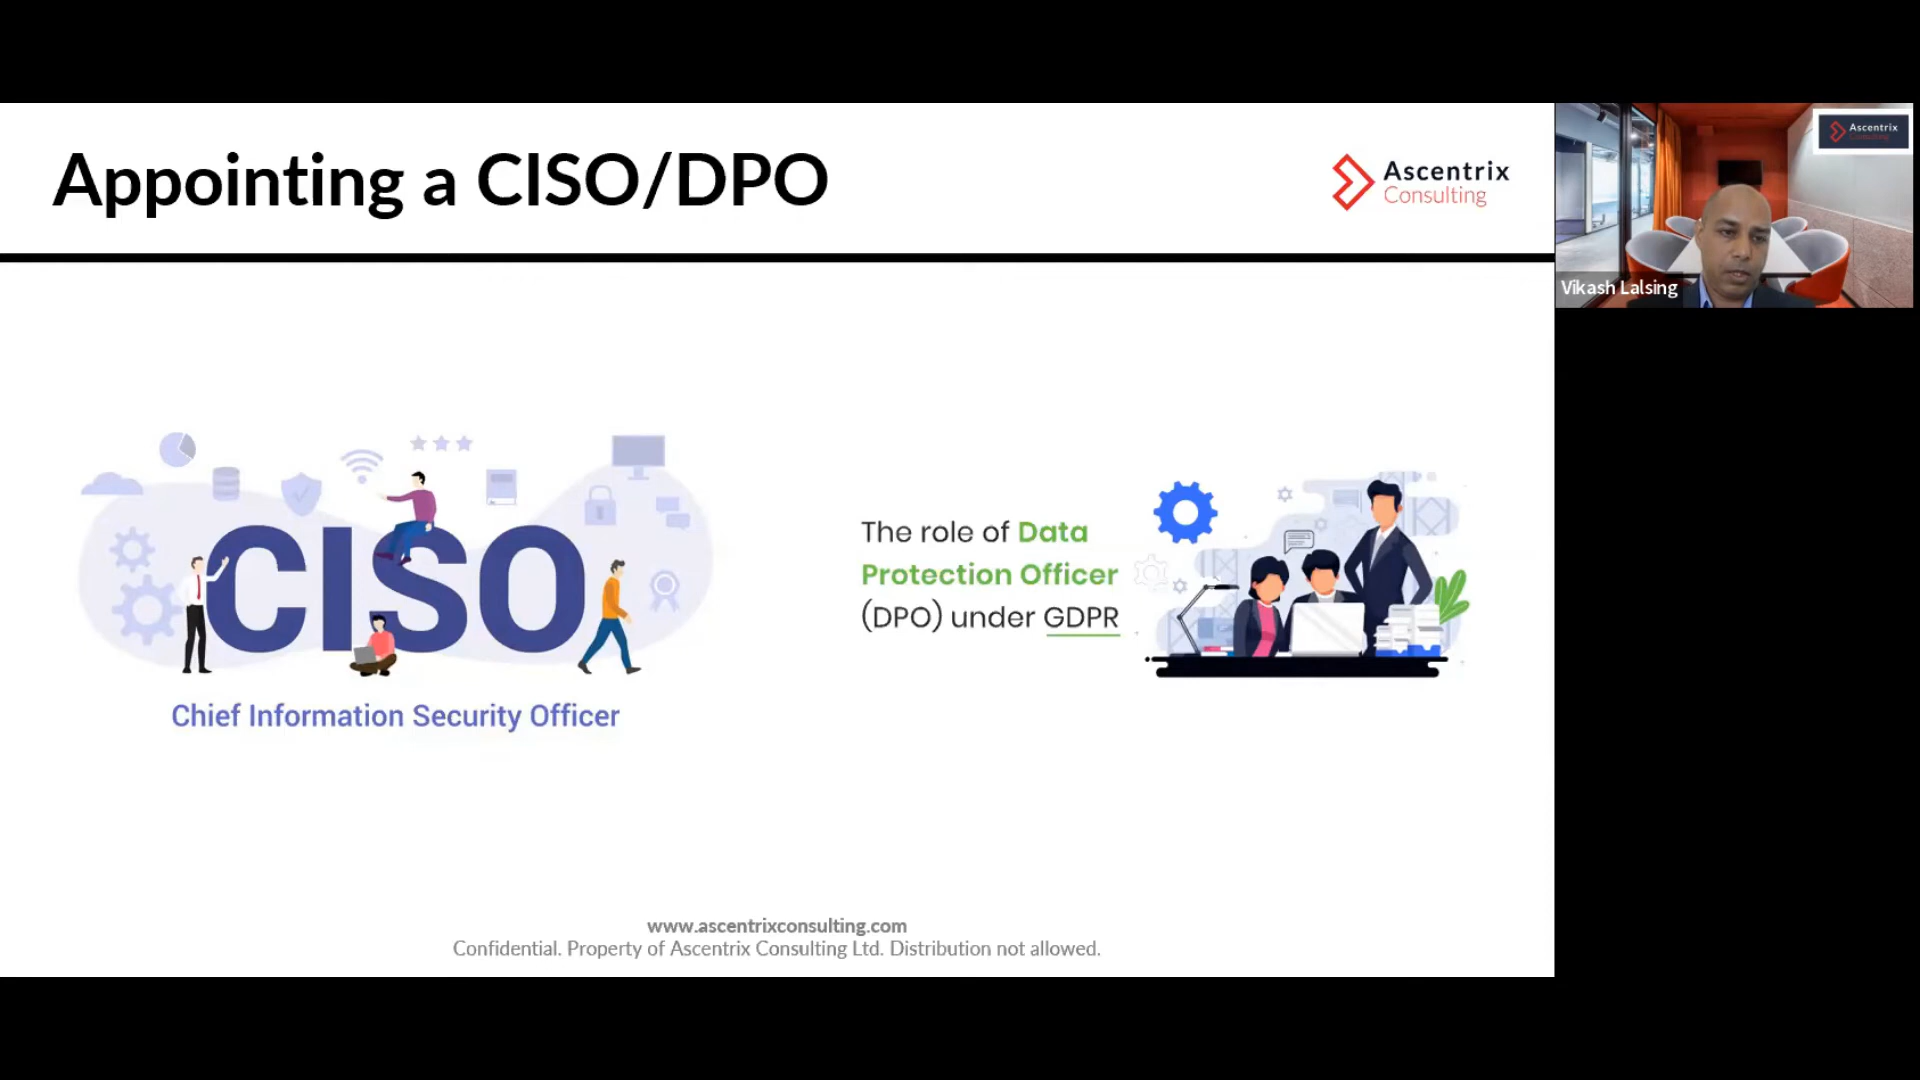 Appointing a CISO/DPO
Ascentrix
Consulting
Ascentrix
Consulting
Vikash Lalsing
CISO
Chief Information Security Officer
The role of Data
Protection Officer
(DPO) under GDPR
www.ascentrixconsulting.com
Confidential. Property of Ascentrix Consulting Ltd. Distribution not allowed.